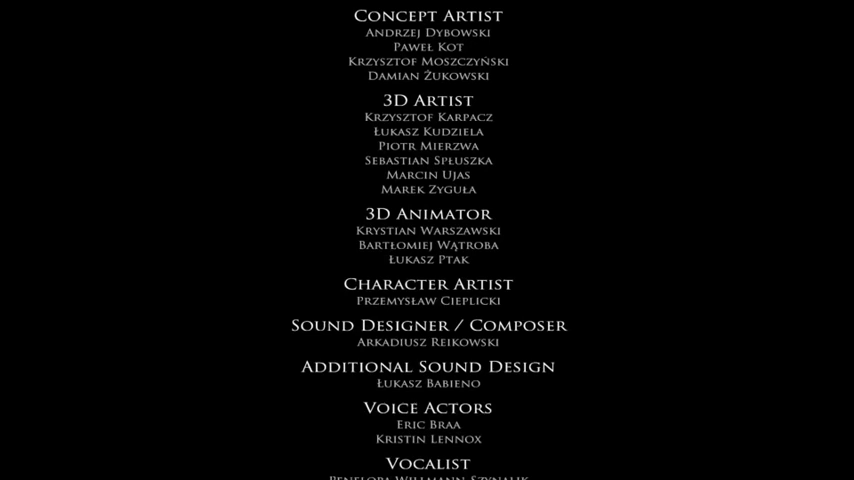 Concept Artist
Andrzej Dybowski
Paweł Kot
Krzysztof Moszczyński
Damian Żukowski
3D Artist
Krzysztof Karpacz
Łukasz Kudziela
Piotr Mierzwa
Sebastian Spłuszka
Marcin Ujas
Marek Zyguła
3D Animator
Krystian Warszawski
Bartłomiej Wątroba
Łukasz Ptak
Character Artist
Przemysław Cieplicki
Sound Designer / Composer
Arkadiusz Reikowski
Additional Sound Design
Łukasz Babieno
Voice Actors
Eric Braa
Kristin Lennox
Vocalist